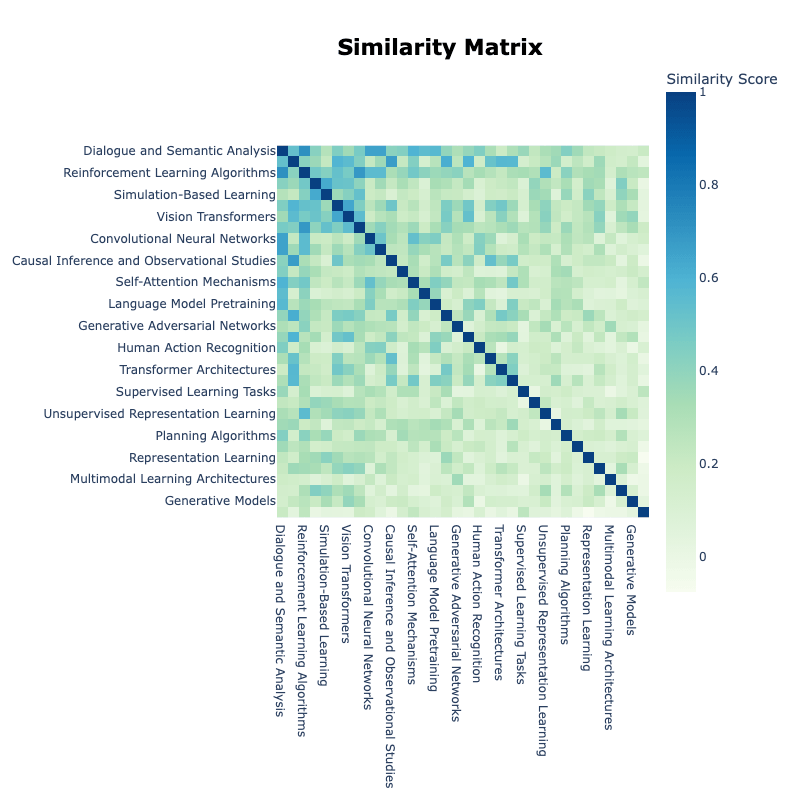 Similarity Matrix
Similarity Score
1
0.8
0.6
0.4
0.2
0
Dialogue and Semantic Analysis
Reinforcement Learning Algorithms
Simulation-Based Learning
Vision Transformers
Convolutional Neural Networks
Causal Inference and Observational Studies
Self-Attention Mechanisms
Language Model Pretraining
Generative Adversarial Networks
Human Action Recognition
Transformer Architectures
Supervised Learning Tasks
Unsupervised Representation Learning
Planning Algorithms
Representation Learning
Multimodal Learning Architectures
Generative Models
Dialogue and Semantic Analysis
Reinforcement Learning Algorithms
Simulation-Based Learning
Vision Transformers
Convolutional Neural Networks
Causal Inference and Observational Studies
Self-Attention Mechanisms
Language Model Pretraining
Generative Adversarial Networks
Human Action Recognition
Transformer Architectures
Supervised Learning Tasks
Unsupervised Representation Learning
Planning Algorithms
Representation Learning
Multimodal Learning Architectures
Generative Models